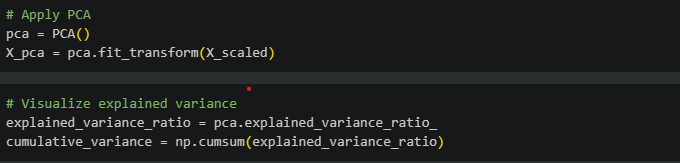 # Apply PCA
pca = PCA()
X_pca = pca.fit_transform(X_scaled)
# Visualize explained variance
explained_variance_ratio = pca.explained_variance_ratio_
cumulative_variance = np.cumsum(explained_variance_ratio)